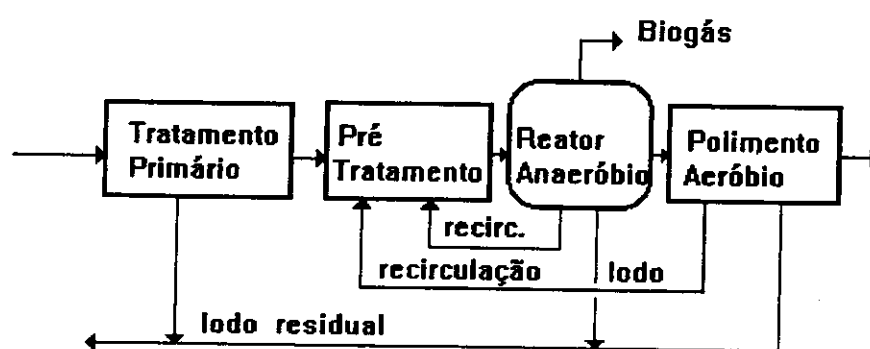 Biogás
Tratamento
Primário
Pré
Tratamento
Reator
Anaeróbio
Polimento
Aeróbio
recirc.
recirculação
lodo
lodo residual